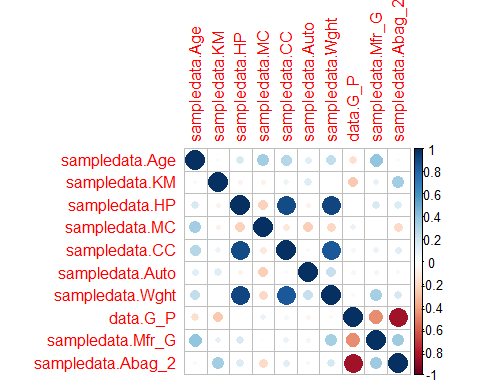 sampledata.Age
sampledata.KM
sampledata.HP
sampledata.MC
sampledata.CC
sampledata.Auto
sampledata.Wght
data.G_P
sampledata.Mfr_G
sampledata.Abag_2
sampledata.Age
sampledata.KM
sampledata.HP
sampledata.MC
sampledata.CC
sampledata.Auto
sampledata.Wght
data.G_P
sampledata.Mfr_G
sampledata.Abag_2
1
0.8
0.6
0.4
0.2
0
-0.2
-0.4
-0.6
-0.8
-1